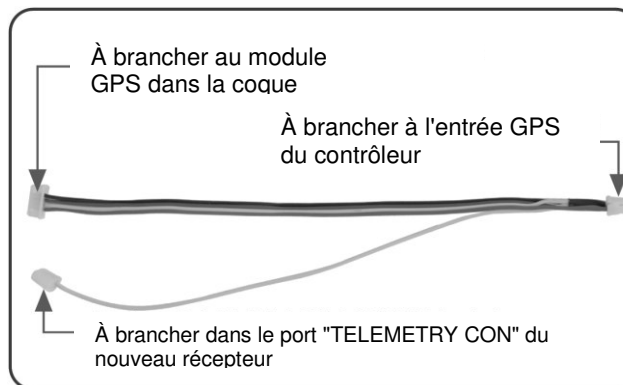 À brancher au module
GPS dans la coque
À brancher à l'entrée GPS
du contrôleur
À brancher dans le port "TELEMETRY CON" du
nouveau récepteur